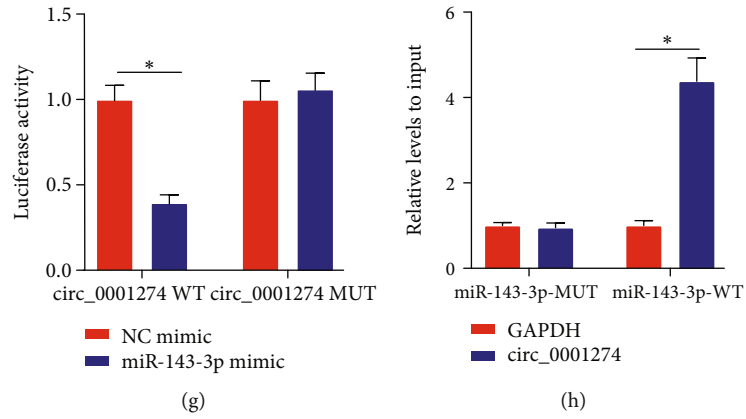 Luciferase activity
1.5
1.0
0.5
0.0
*
circ_0001274 WT circ_0001274 MUT
NC mimic
miR-143-3p mimic
(g)
Relative levels to input
6
4
2
0
*
miR-143-3p-MUT miR-143-3p-WT
GAPDH
circ_0001274
(h)